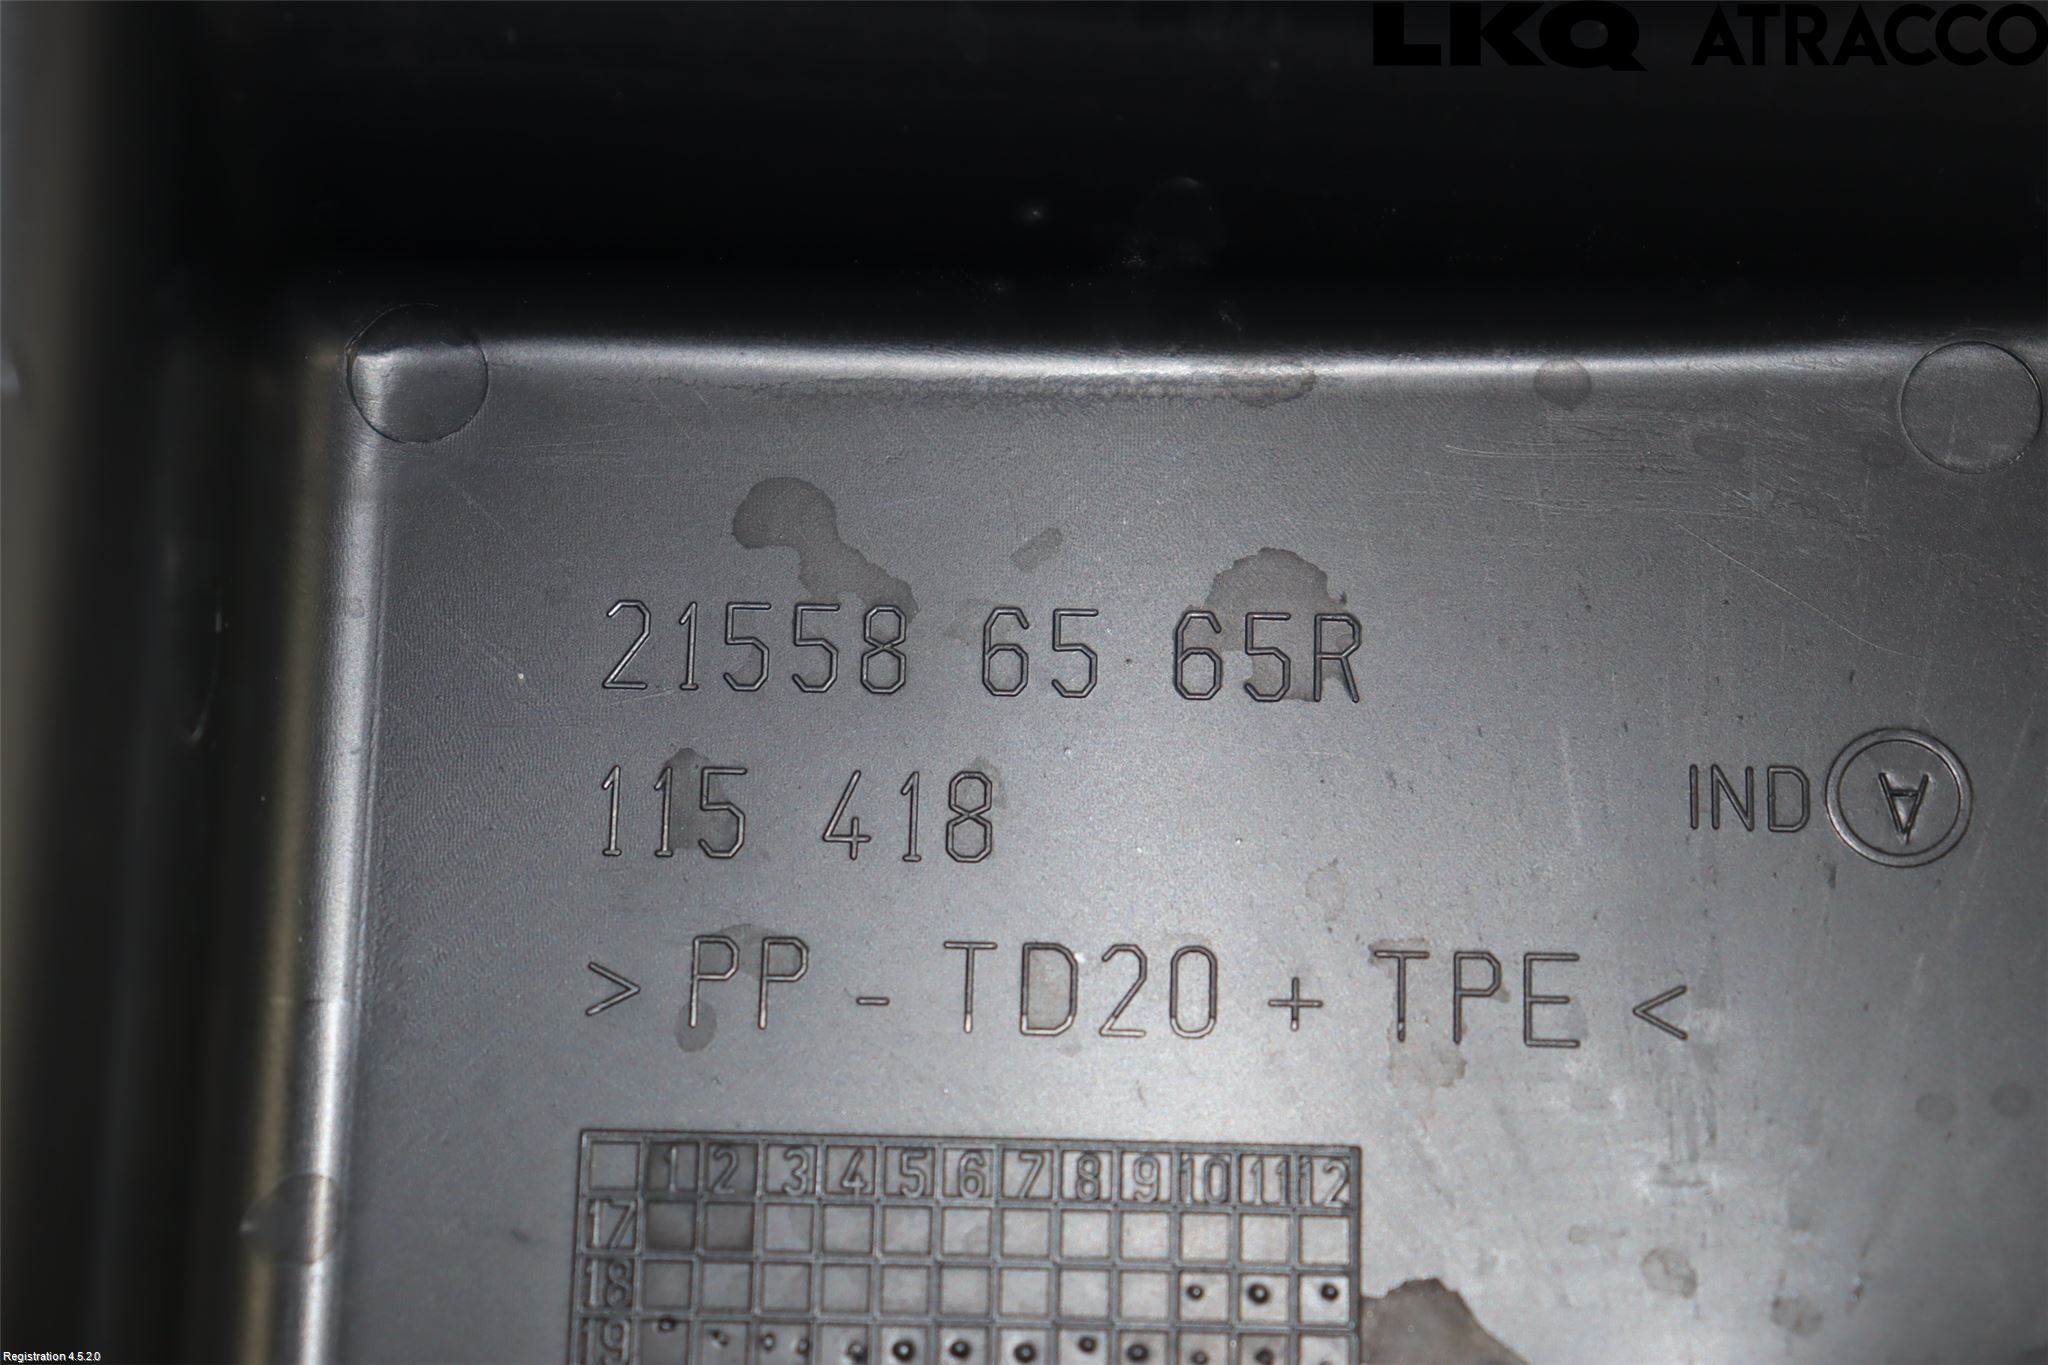 LKQ ATRACCO
21558 65 65R
115 418
IND A
> PP - TD20 + TPE <
1 2 3 4 5 6 7 8 9 10 11 12
17
18
19
Registration 4.5.2.0